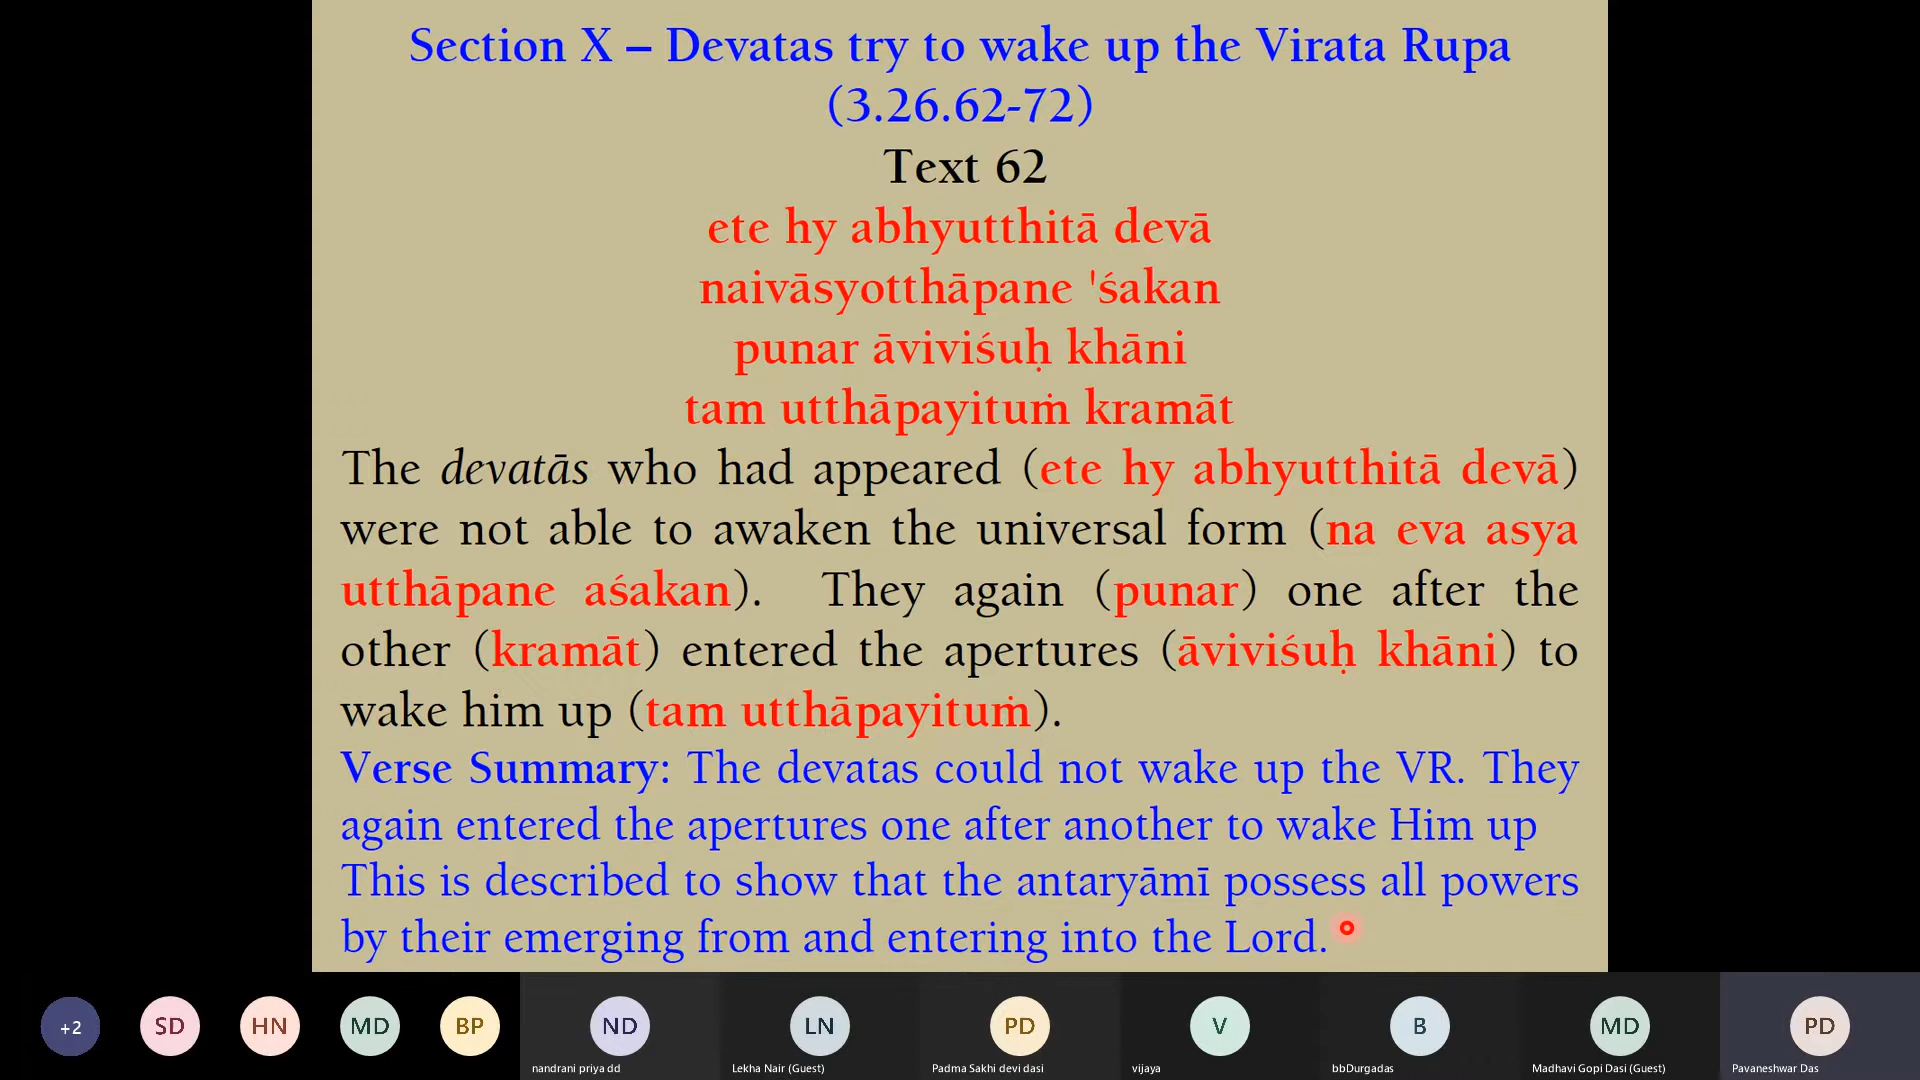 Section X – Devatas try to wake up the Virata Rupa
(3.26.62-72)
Text 62
ete hy abhyutthitā devā
naivāsyotthāpane 'śakan
punar āviviśuḥ khāni
tam utthāpayituṁ kramāt
The devatās who had appeared (ete hy abhyutthitā devā)
were not able to awaken the universal form (na eva asya
utthāpane aśakan). They again (punar) one after the
other (kramāt) entered the apertures (āviviśuḥ khāni) to
wake him up (tam utthāpayituṁ).
Verse Summary: The devatas could not wake up the VR. They
again entered the apertures one after another to wake Him up
This is described to show that the antaryāmī possess all powers
by their emerging from and entering into the Lord.
+2 SD HN MD BP ND LN PD V B MD PD
nandrani priya dd Lekha Nair (Guest) Padma Sakhi devi dasi vijaya bbDurgadas Madhavi Gopi Dasi (Guest) Pavaneshwar Das